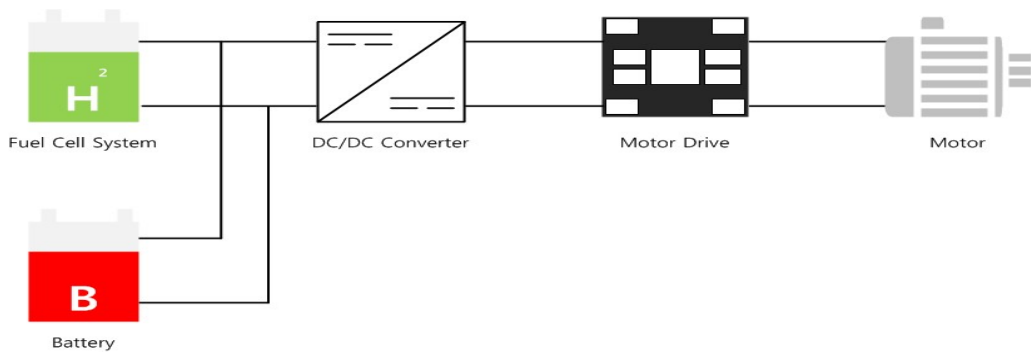 H 2
Fuel Cell System
DC/DC Converter
Motor Drive
Motor
B
Battery